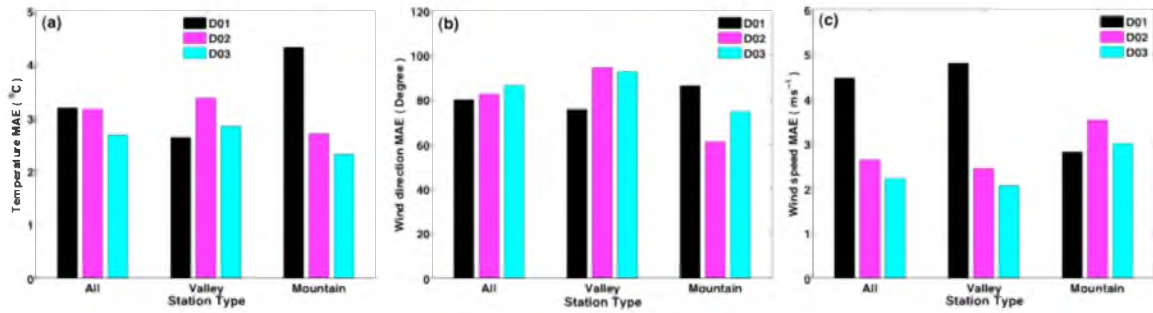 (a)
D01
D02
D03
Temperature MAE ( °C)
5
4
3
2
1
0
All
Valley
Mountain
Station Type
(b)
D01
D02
D03
Wind direction MAE ( Degree)
120
100
80
60
40
20
0
All
Valley
Mountain
Station Type
(c)
D01
D02
D03
Wind speed MAE ( ms⁻¹)
6
5
4
3
2
1
0
All
Valley
Mountain
Station Type